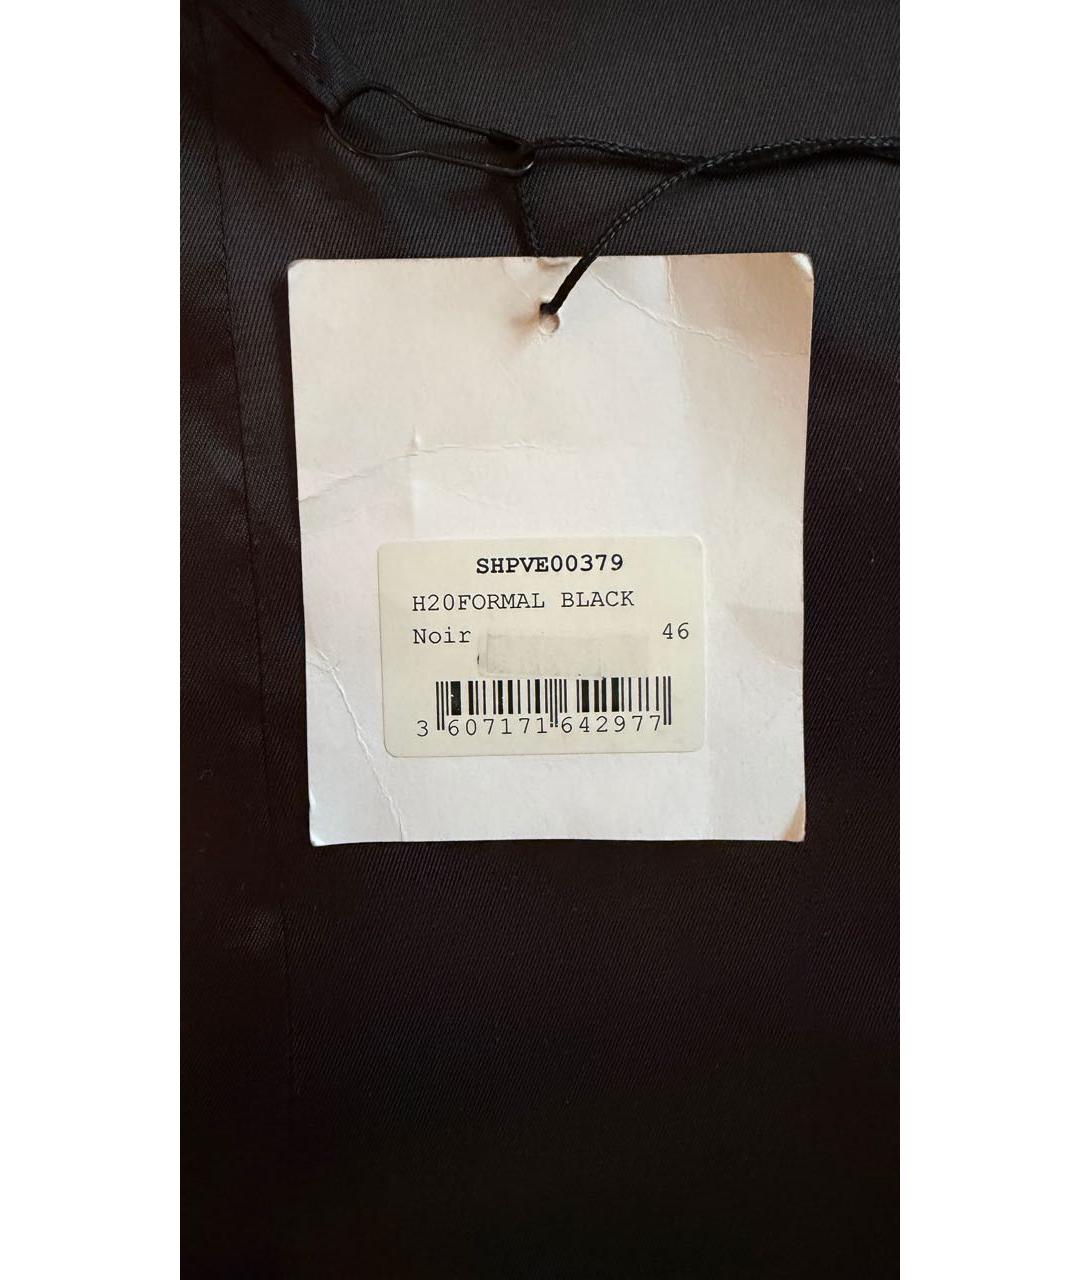 SHPVE00379
H20FORMAL BLACK
Noir 46
3 607171 642977